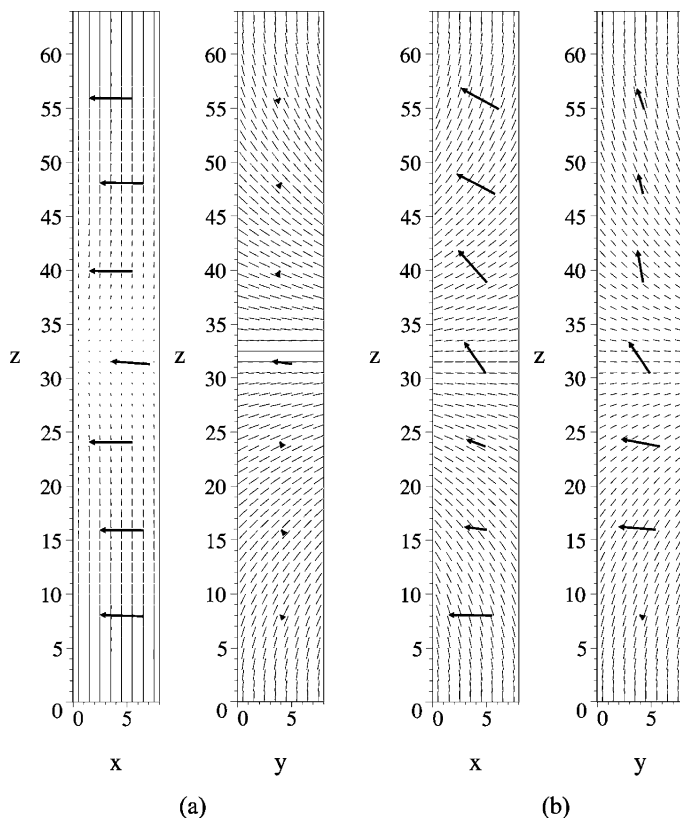 60 60 60 60
55 55 55 55
50 50 50 50
45 45 45 45
40 40 40 40
35 35 35 35
z z z z
30 30 30 30
25 25 25 25
20 20 20 20
15 15 15 15
10 10 10 10
5 5 5 5
0 0 0 0
0 5 0 5 0 5 0 5
x y x y
(a) (b)